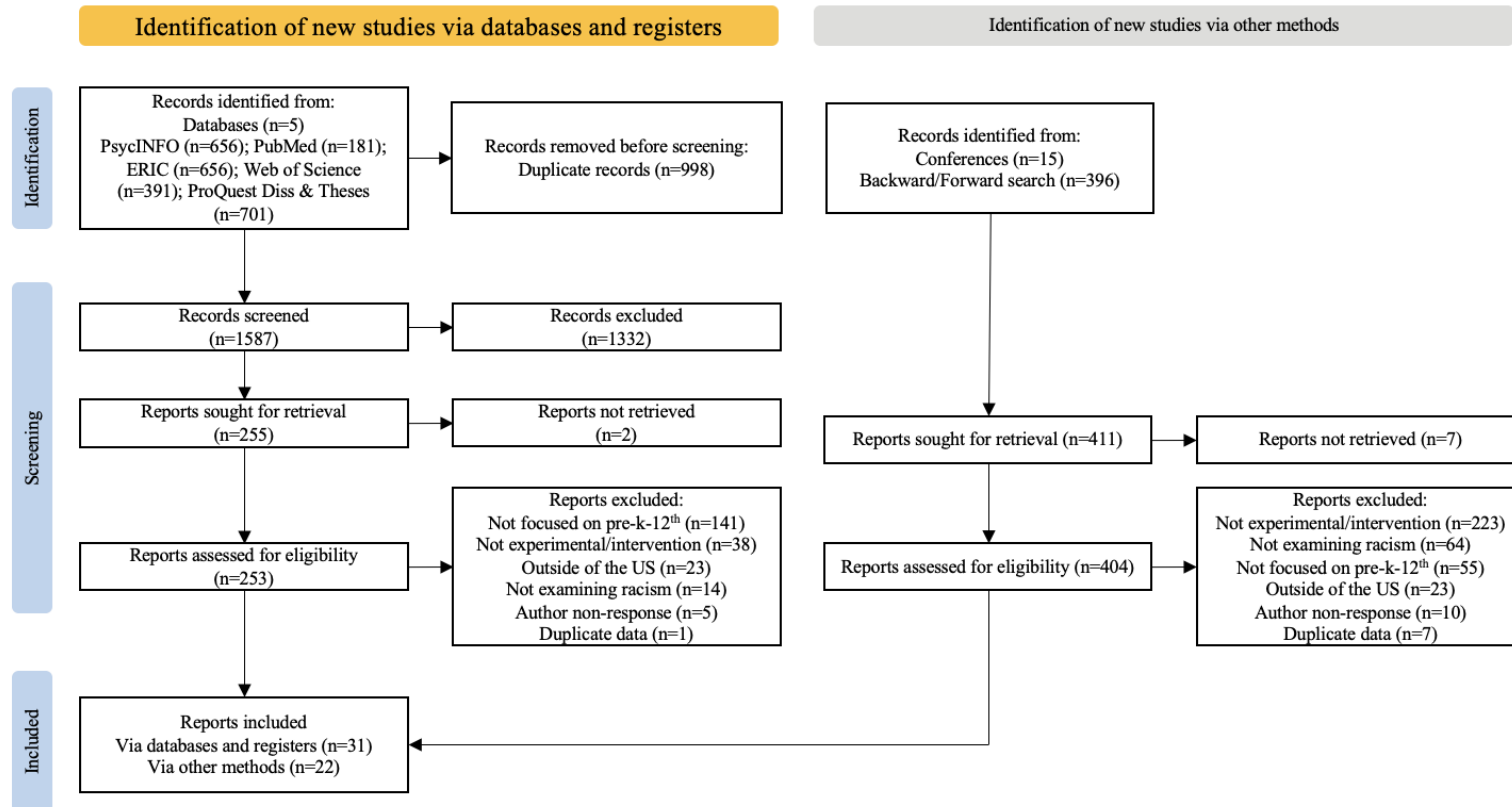 Identification of new studies via databases and registers
Identification of new studies via other methods
Identification
Records identified from:
Databases (n=5)
PsycINFO (n=656); PubMed (n=181);
ERIC (n=656); Web of Science
(n=391); ProQuest Diss & Theses
(n=701)
Records removed before screening:
Duplicate records (n=998)
Records identified from:
Conferences (n=15)
Backward/Forward search (n=396)
Screening
Records screened
(n=1587)
Records excluded
(n=1332)
Reports sought for retrieval
(n=255)
Reports not retrieved
(n=2)
Reports sought for retrieval (n=411)
Reports not retrieved (n=7)
Reports assessed for eligibility
(n=253)
Reports excluded:
Not focused on pre-k-12th (n=141)
Not experimental/intervention (n=38)
Outside of the US (n=23)
Not examining racism (n=14)
Author non-response (n=5)
Duplicate data (n=1)
Reports assessed for eligibility (n=404)
Reports excluded:
Not experimental/intervention (n=223)
Not examining racism (n=64)
Not focused on pre-k-12th (n=55)
Outside of the US (n=23)
Author non-response (n=10)
Duplicate data (n=7)
Included
Reports included
Via databases and registers (n=31)
Via other methods (n=22)